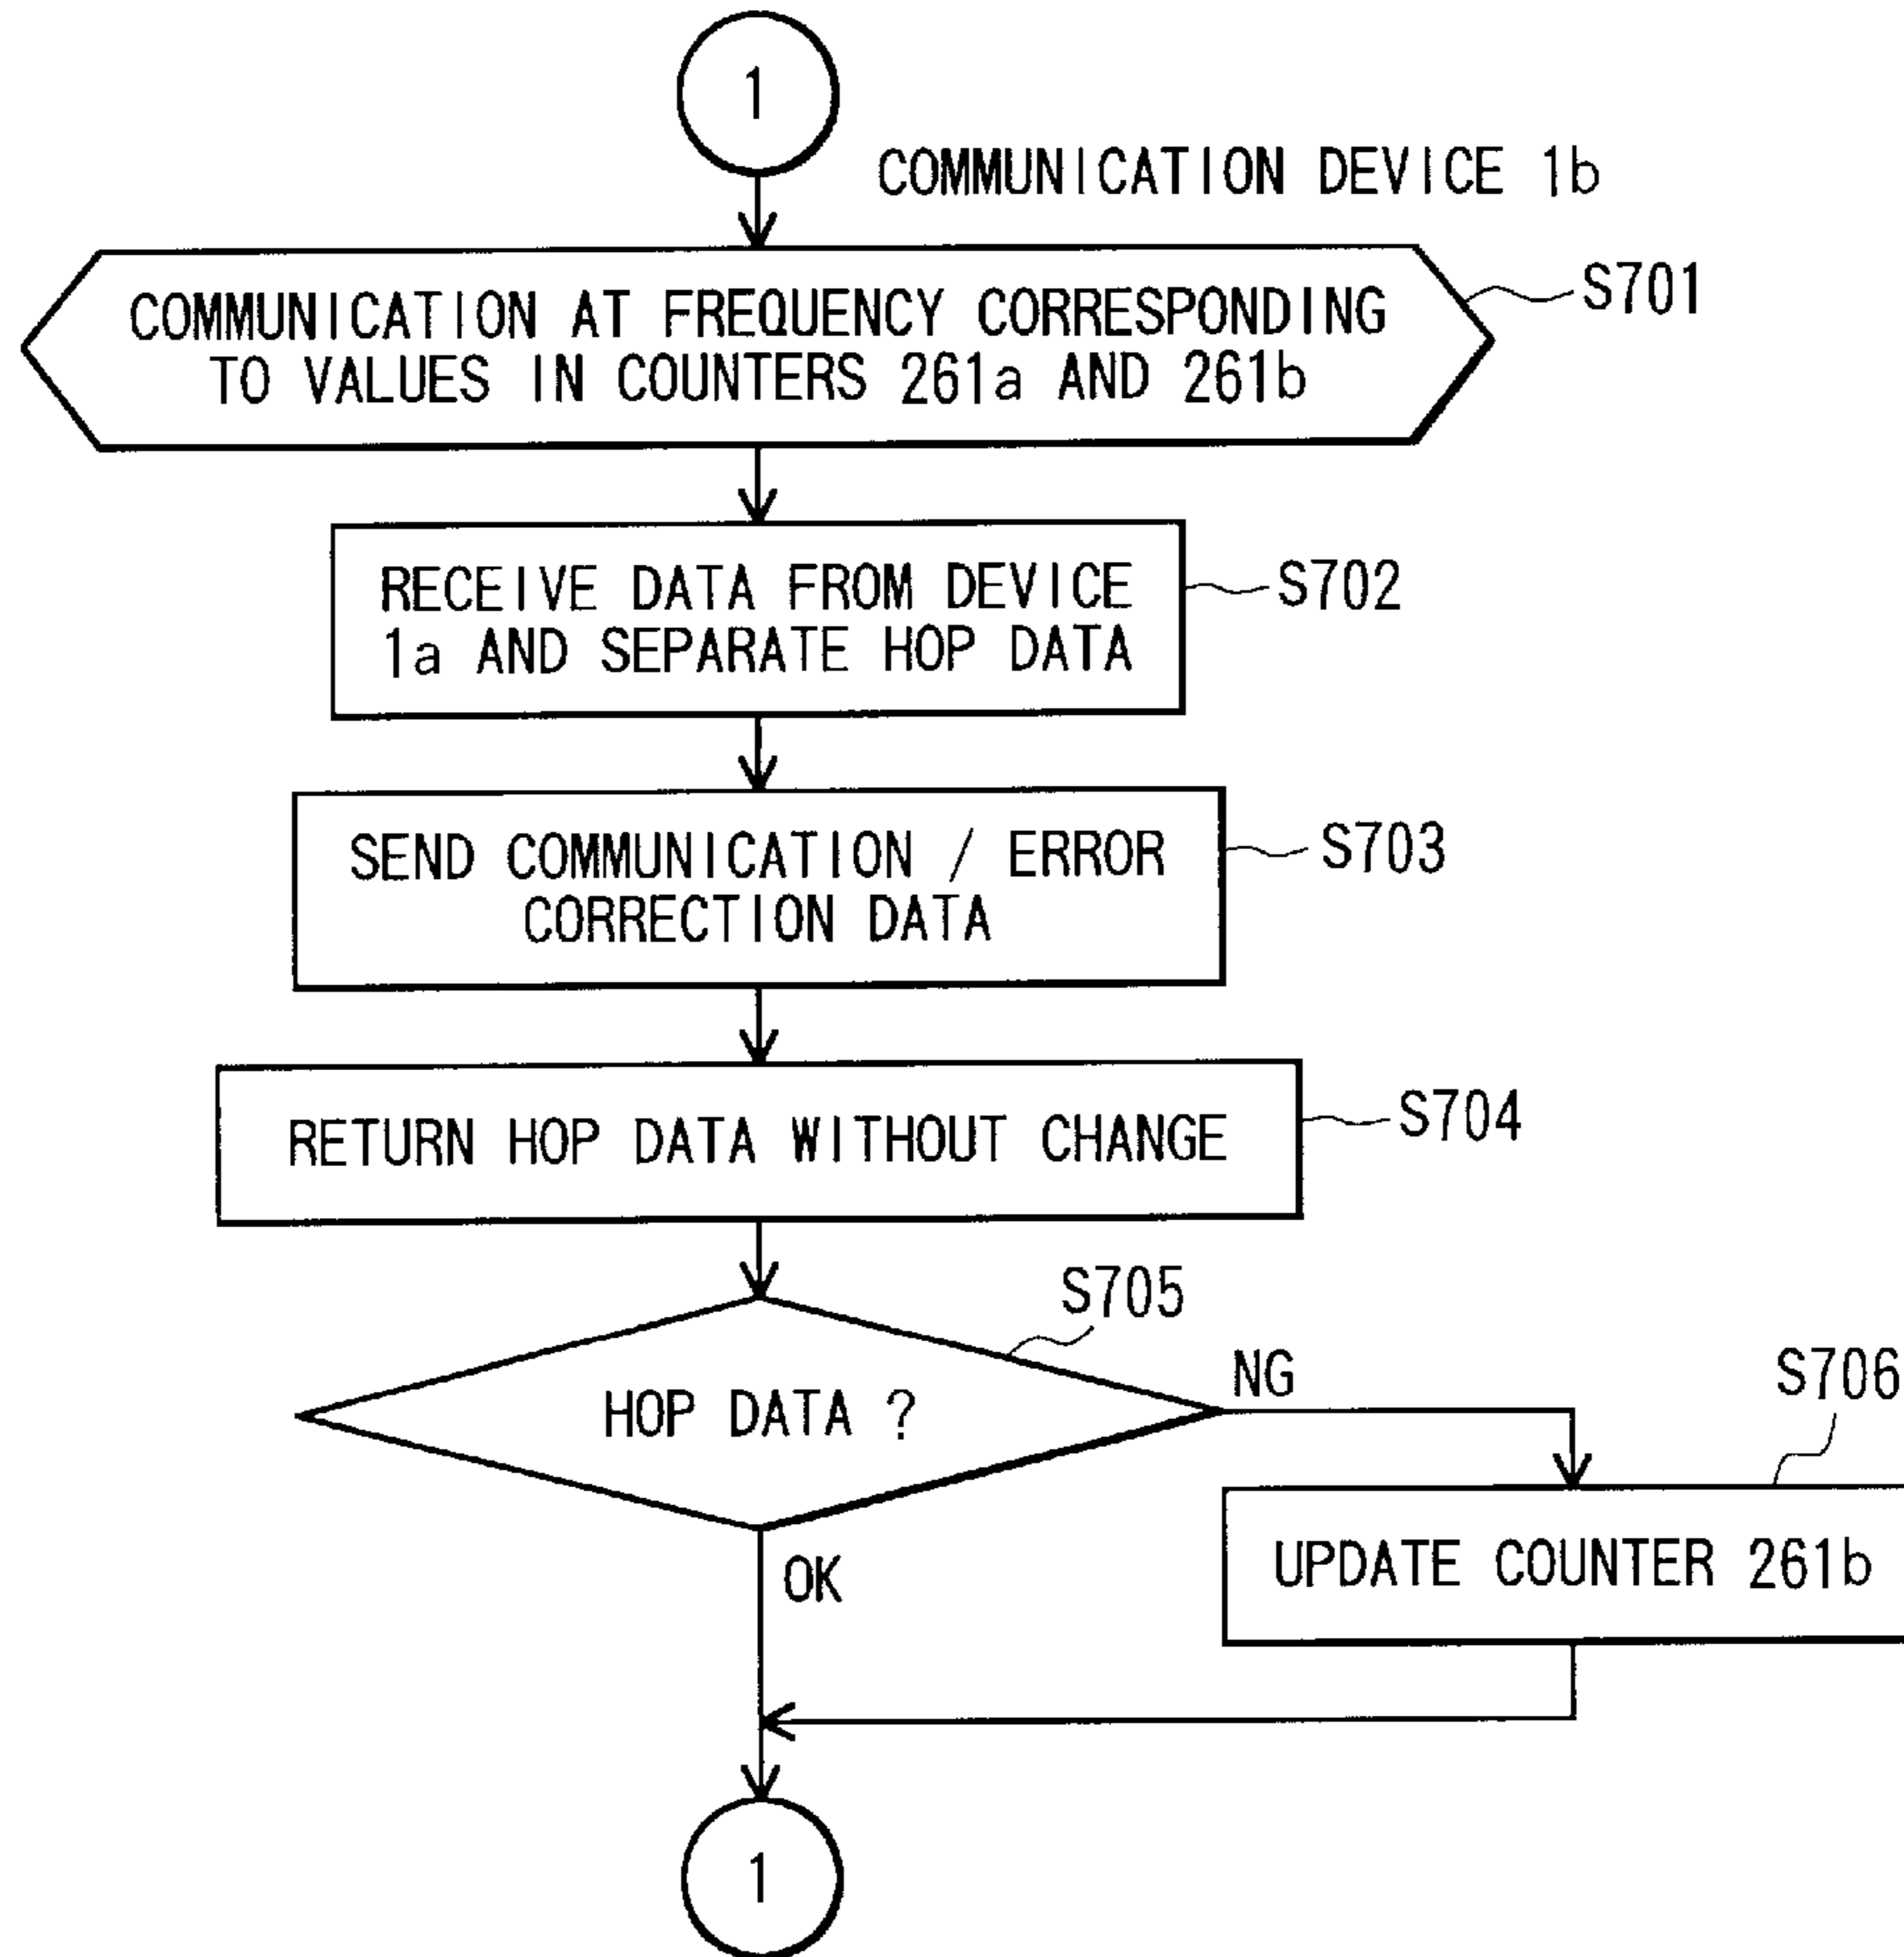 1
COMMUNICATION DEVICE 1b
COMMUNICATION AT FREQUENCY CORRESPONDING
TO VALUES IN COUNTERS 261a AND 261b
S701
RECEIVE DATA FROM DEVICE
1a AND SEPARATE HOP DATA
S702
SEND COMMUNICATION / ERROR
CORRECTION DATA
S703
RETURN HOP DATA WITHOUT CHANGE
S704
S705
HOP DATA ?
NG
S706
OK
UPDATE COUNTER 261b
1